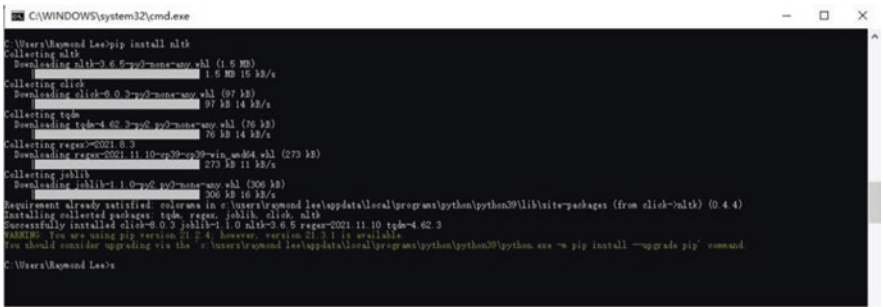 C:\WINDOWS\system32\cmd.exe
C:\Users\Raymond Lee>pip install nltk
Collecting nltk
Downloading nltk-3.6.5-py3-none-any.whl (1.5 MB)
1.5 MB 15 kB/s
Collecting click
Downloading click-8.0.3-py3-none-any.whl (97 kB)
97 kB 14 kB/s
Collecting tqdm
Downloading tqdm-4.62.3-py2.py3-none-any.whl (76 kB)
76 kB 14 kB/s
Collecting regex>=2021.8.3
Downloading regex-2021.11.10-cp39-cp39-win_amd64.whl (273 kB)
273 kB 11 kB/s
Collecting joblib
Downloading joblib-1.1.0-py2.py3-none-any.whl (306 kB)
306 kB 16 kB/s
Requirement already satisfied: colorama in c:\users\raymond lee\appdata\local\programs\python\python39\lib\site-packages (from click->nltk) (0.4.4)
Installing collected packages: tqdm, regex, joblib, click, nltk
Successfully installed click-8.0.3 joblib-1.1.0 nltk-3.6.5 regex-2021.11.10 tqdm-4.62.3
WARNING: You are using pip version 21.2.4; however, version 21.3.1 is available.
You should consider upgrading via the 'c:\users\raymond lee\appdata\local\programs\python\python39\python.exe -m pip install --upgrade pip' command.
C:\Users\Raymond Lee>s